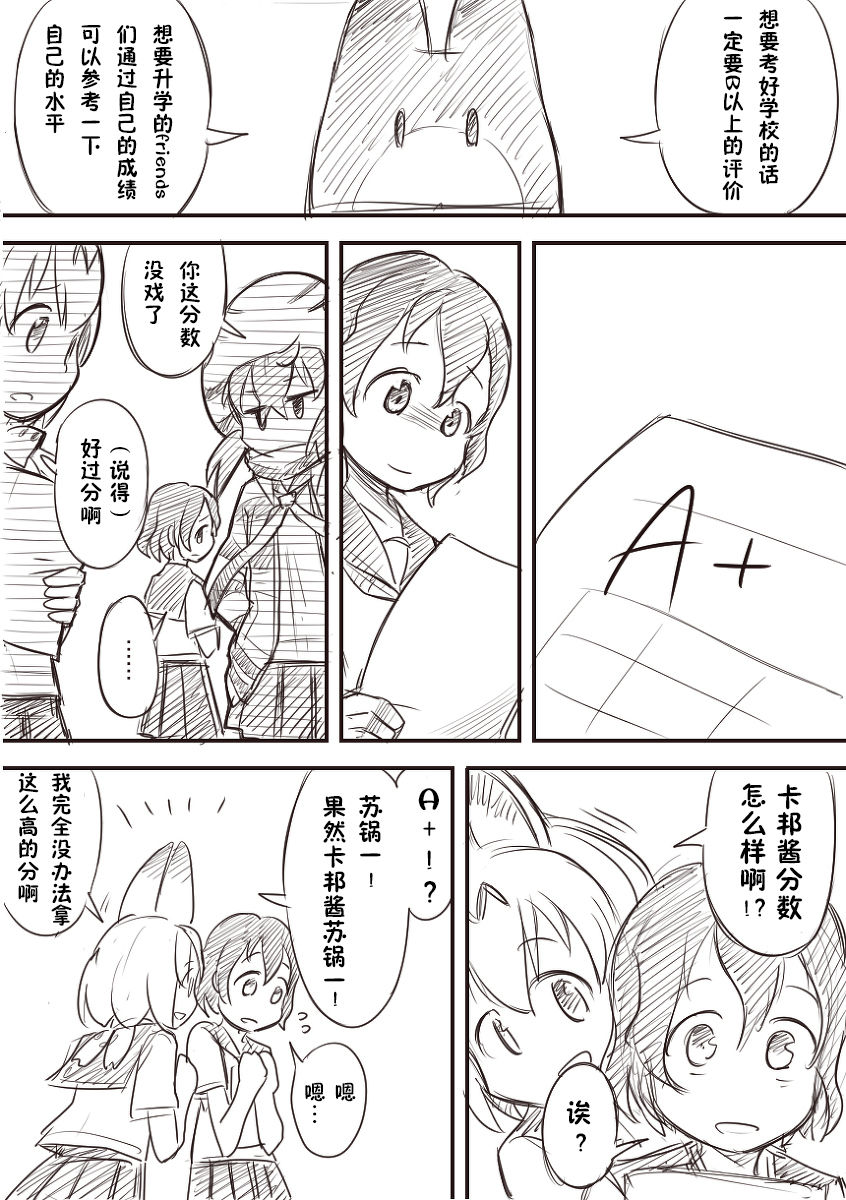 想要考好学校的话
一定要B以上的评价
想要升学的friends
们通过自己的成绩
可以参考一下
自己的水平
A+
你这分数
没戏了
(说得)
好过分啊
……
卡邦酱分数
怎么样啊!?
诶?
A+!?
苏锅一!
果然卡邦酱苏锅一!
嗯嗯
…
我完全没办法拿
这么高的分啊